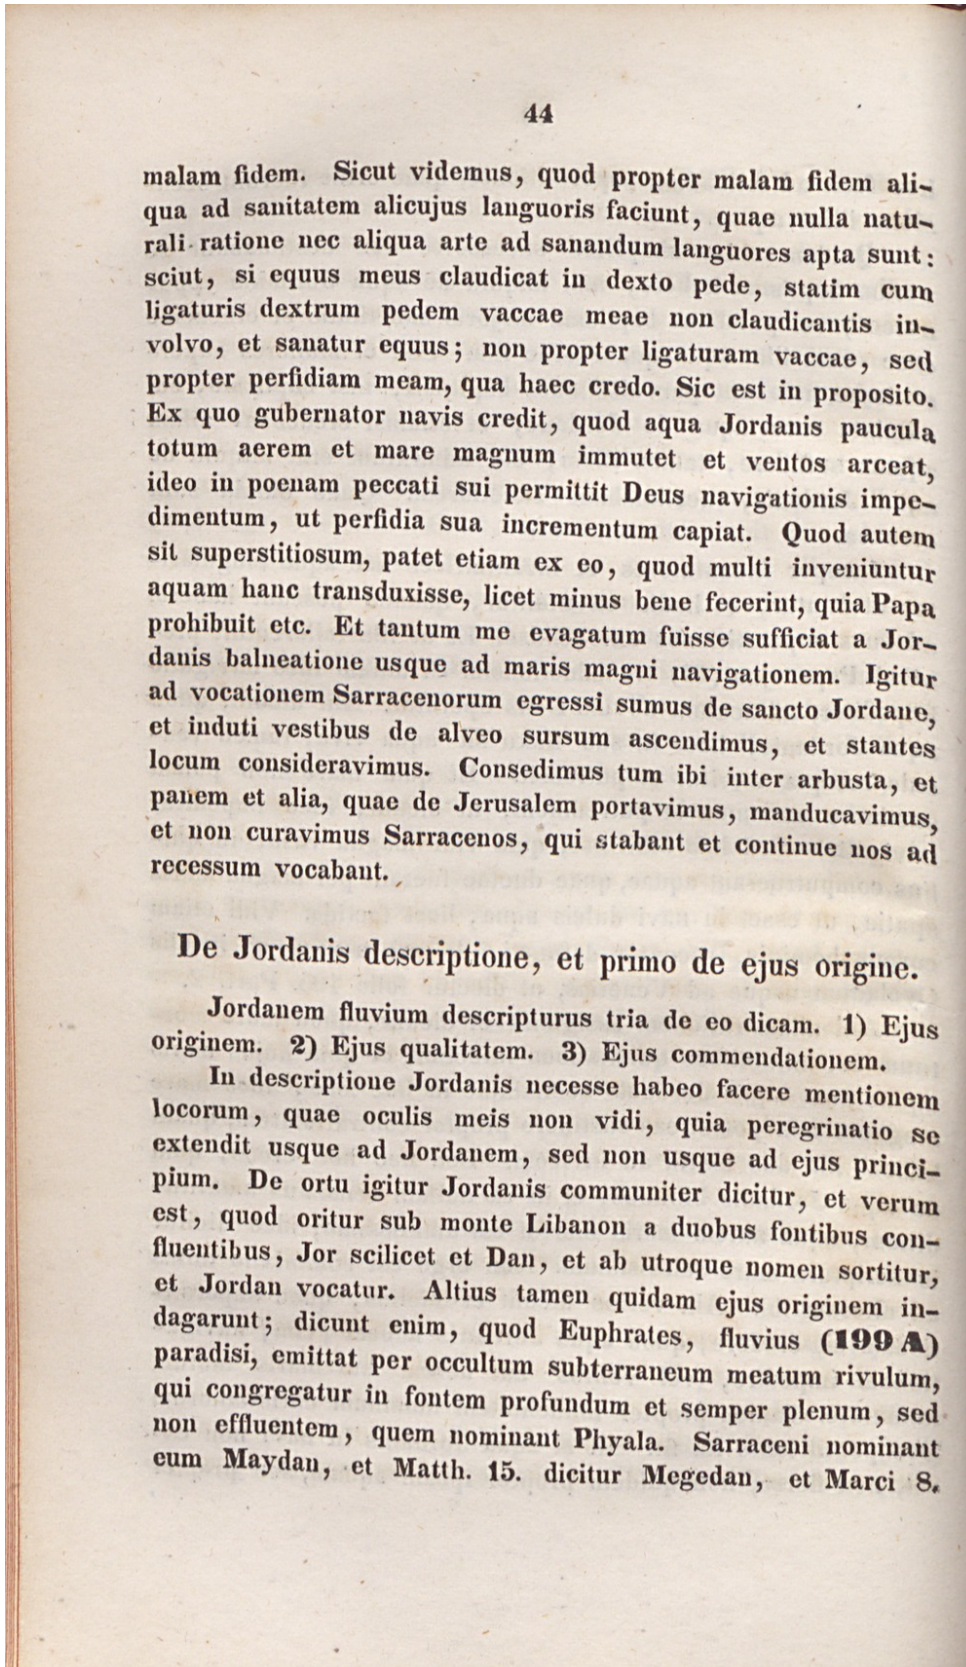 44
malam fidem. Sicut videmus, quod propter malam fidem ali-
qua ad sanitatem alicujus languoris faciunt, quae nulla natu-
rali ratione nec aliqua arte ad sanandum languores apta sunt:
sciut, si equus meus claudicat in dexto pede, statim cum
ligaturis dextrum pedem vaccae meae non claudicantis in-
volvo, et sanatur equus; non propter ligaturam vaccae, sed
propter perfidiam meam, qua haec credo. Sic est in proposito.
Ex quo gubernator navis credit, quod aqua Jordanis paucula
totum aerem et mare magnum immutet et ventos arceat,
ideo in poenam peccati sui permittit Deus navigationis impe-
dimentum, ut perfidia sua incrementum capiat. Quod autem
sit superstitiosum, patet etiam ex eo, quod multi inveniuntur
aquam hanc transduxisse, licet minus bene fecerint, quia Papa
prohibuit etc. Et tantum me evagatum fuisse sufficiat a Jor-
danis balneatione usque ad maris magni navigationem. Igitur
ad vocationem Sarracenorum egressi sumus de sancto Jordane,
et induti vestibus de alveo sursum ascendimus, et stantes
locum consideravimus. Consedimus tum ibi inter arbusta, et
panem et alia, quae de Jerusalem portavimus, manducavimus,
et non curavimus Sarracenos, qui stabant et continue nos ad
recessum vocabant.
De Jordanis descriptione, et primo de ejus origine.
Jordanem fluvium descripturus tria de eo dicam. 1) Ejus
originem. 2) Ejus qualitatem. 3) Ejus commendationem.
In descriptione Jordanis necesse habeo facere mentionem
locorum, quae oculis meis non vidi, quia peregrinatio se
extendit usque ad Jordanem, sed non usque ad ejus princi-
pium. De ortu igitur Jordanis communiter dicitur, et verum
est, quod oritur sub monte Libanon a duobus fontibus con-
fluentibus, Jor scilicet et Dan, et ab utroque nomen sortitur,
et Jordan vocatur. Altius tamen quidam ejus originem in-
dagarunt; dicunt enim, quod Euphrates, fluvius (199 A)
paradisi, emittat per occultum subterraneum meatum rivulum,
qui congregatur in fontem profundum et semper plenum, sed
non effluentem, quem nominant Phyala. Sarraceni nominant
eum Maydan, et Matth. 15. dicitur Megedan, et Marci 8.